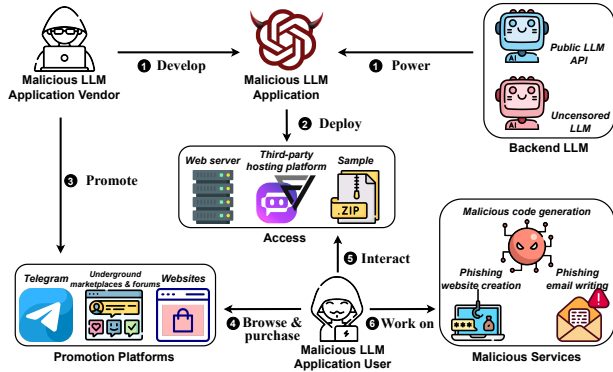 Malicious LLM
Application Vendor
❶ Develop
Malicious LLM
Application
❶ Power
Public LLM
API
AI
Uncensored
LLM
AI
Backend LLM
❷ Deploy
❸ Promote
Web server
Third-party
hosting platform
Sample
.ZIP
Access
❺ Interact
Telegram
Underground
marketplaces & forums
Websites
Promotion Platforms
❹ Browse &
purchase
Malicious LLM
Application User
❻ Work on
Malicious code generation
Phishing
website creation
Phishing
email writing
***
Malicious Services